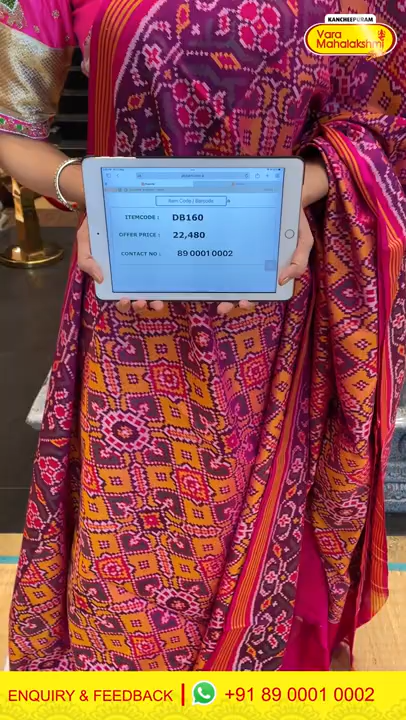 KANCHEEPURAM
Vara
Mahalakshmi
Item Code / Barcode
ITEMCODE : DB160
OFFER PRICE : 22,480
CONTACT NO : 89 0001 0002
ENQUIRY & FEEDBACK | +91 89 0001 0002